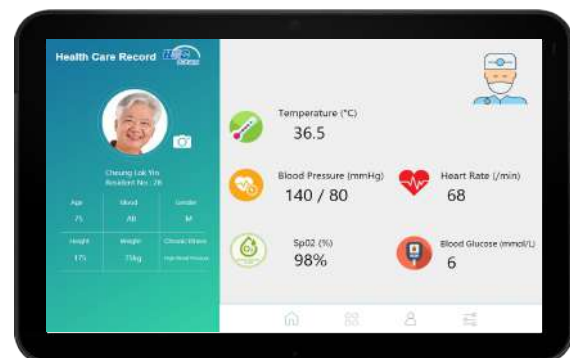 Health Care Record
HSC
Cheung Lok Yin
Resident No.: 28
Age
Blood
Gender
75
AB
M
Height
Weight
Chronic Illness
175
75kg
High Blood Pressure
Temperature (°C)
36.5
Blood Pressure (mmHg)
140 / 80
Heart Rate (/min)
68
Sp02 (%)
98%
Blood Glucose (mmol/L)
6